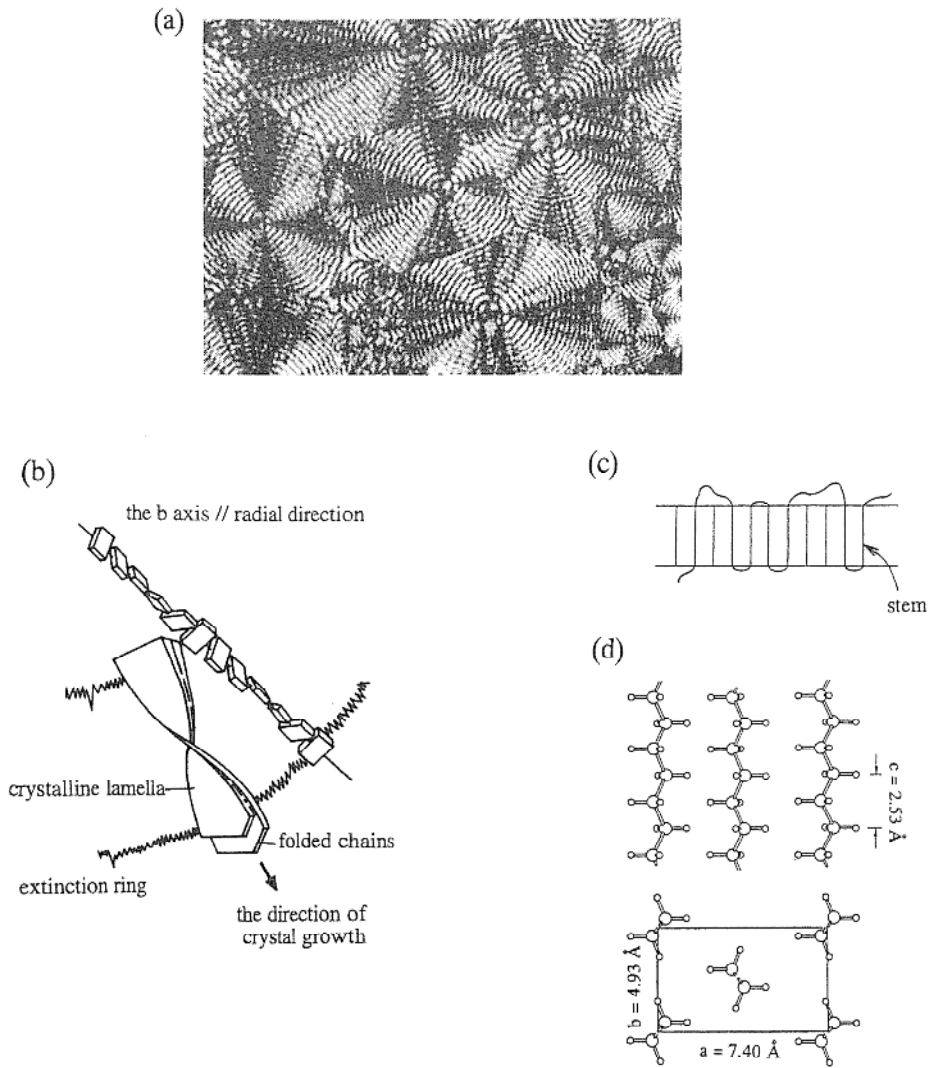 (a)
(b)
the b axis // radial direction
crystalline lamella
folded chains
extinction ring
the direction of
crystal growth
(c)
stem
(d)
c = 2.53 Å
b = 4.93 Å
a = 7.40 Å